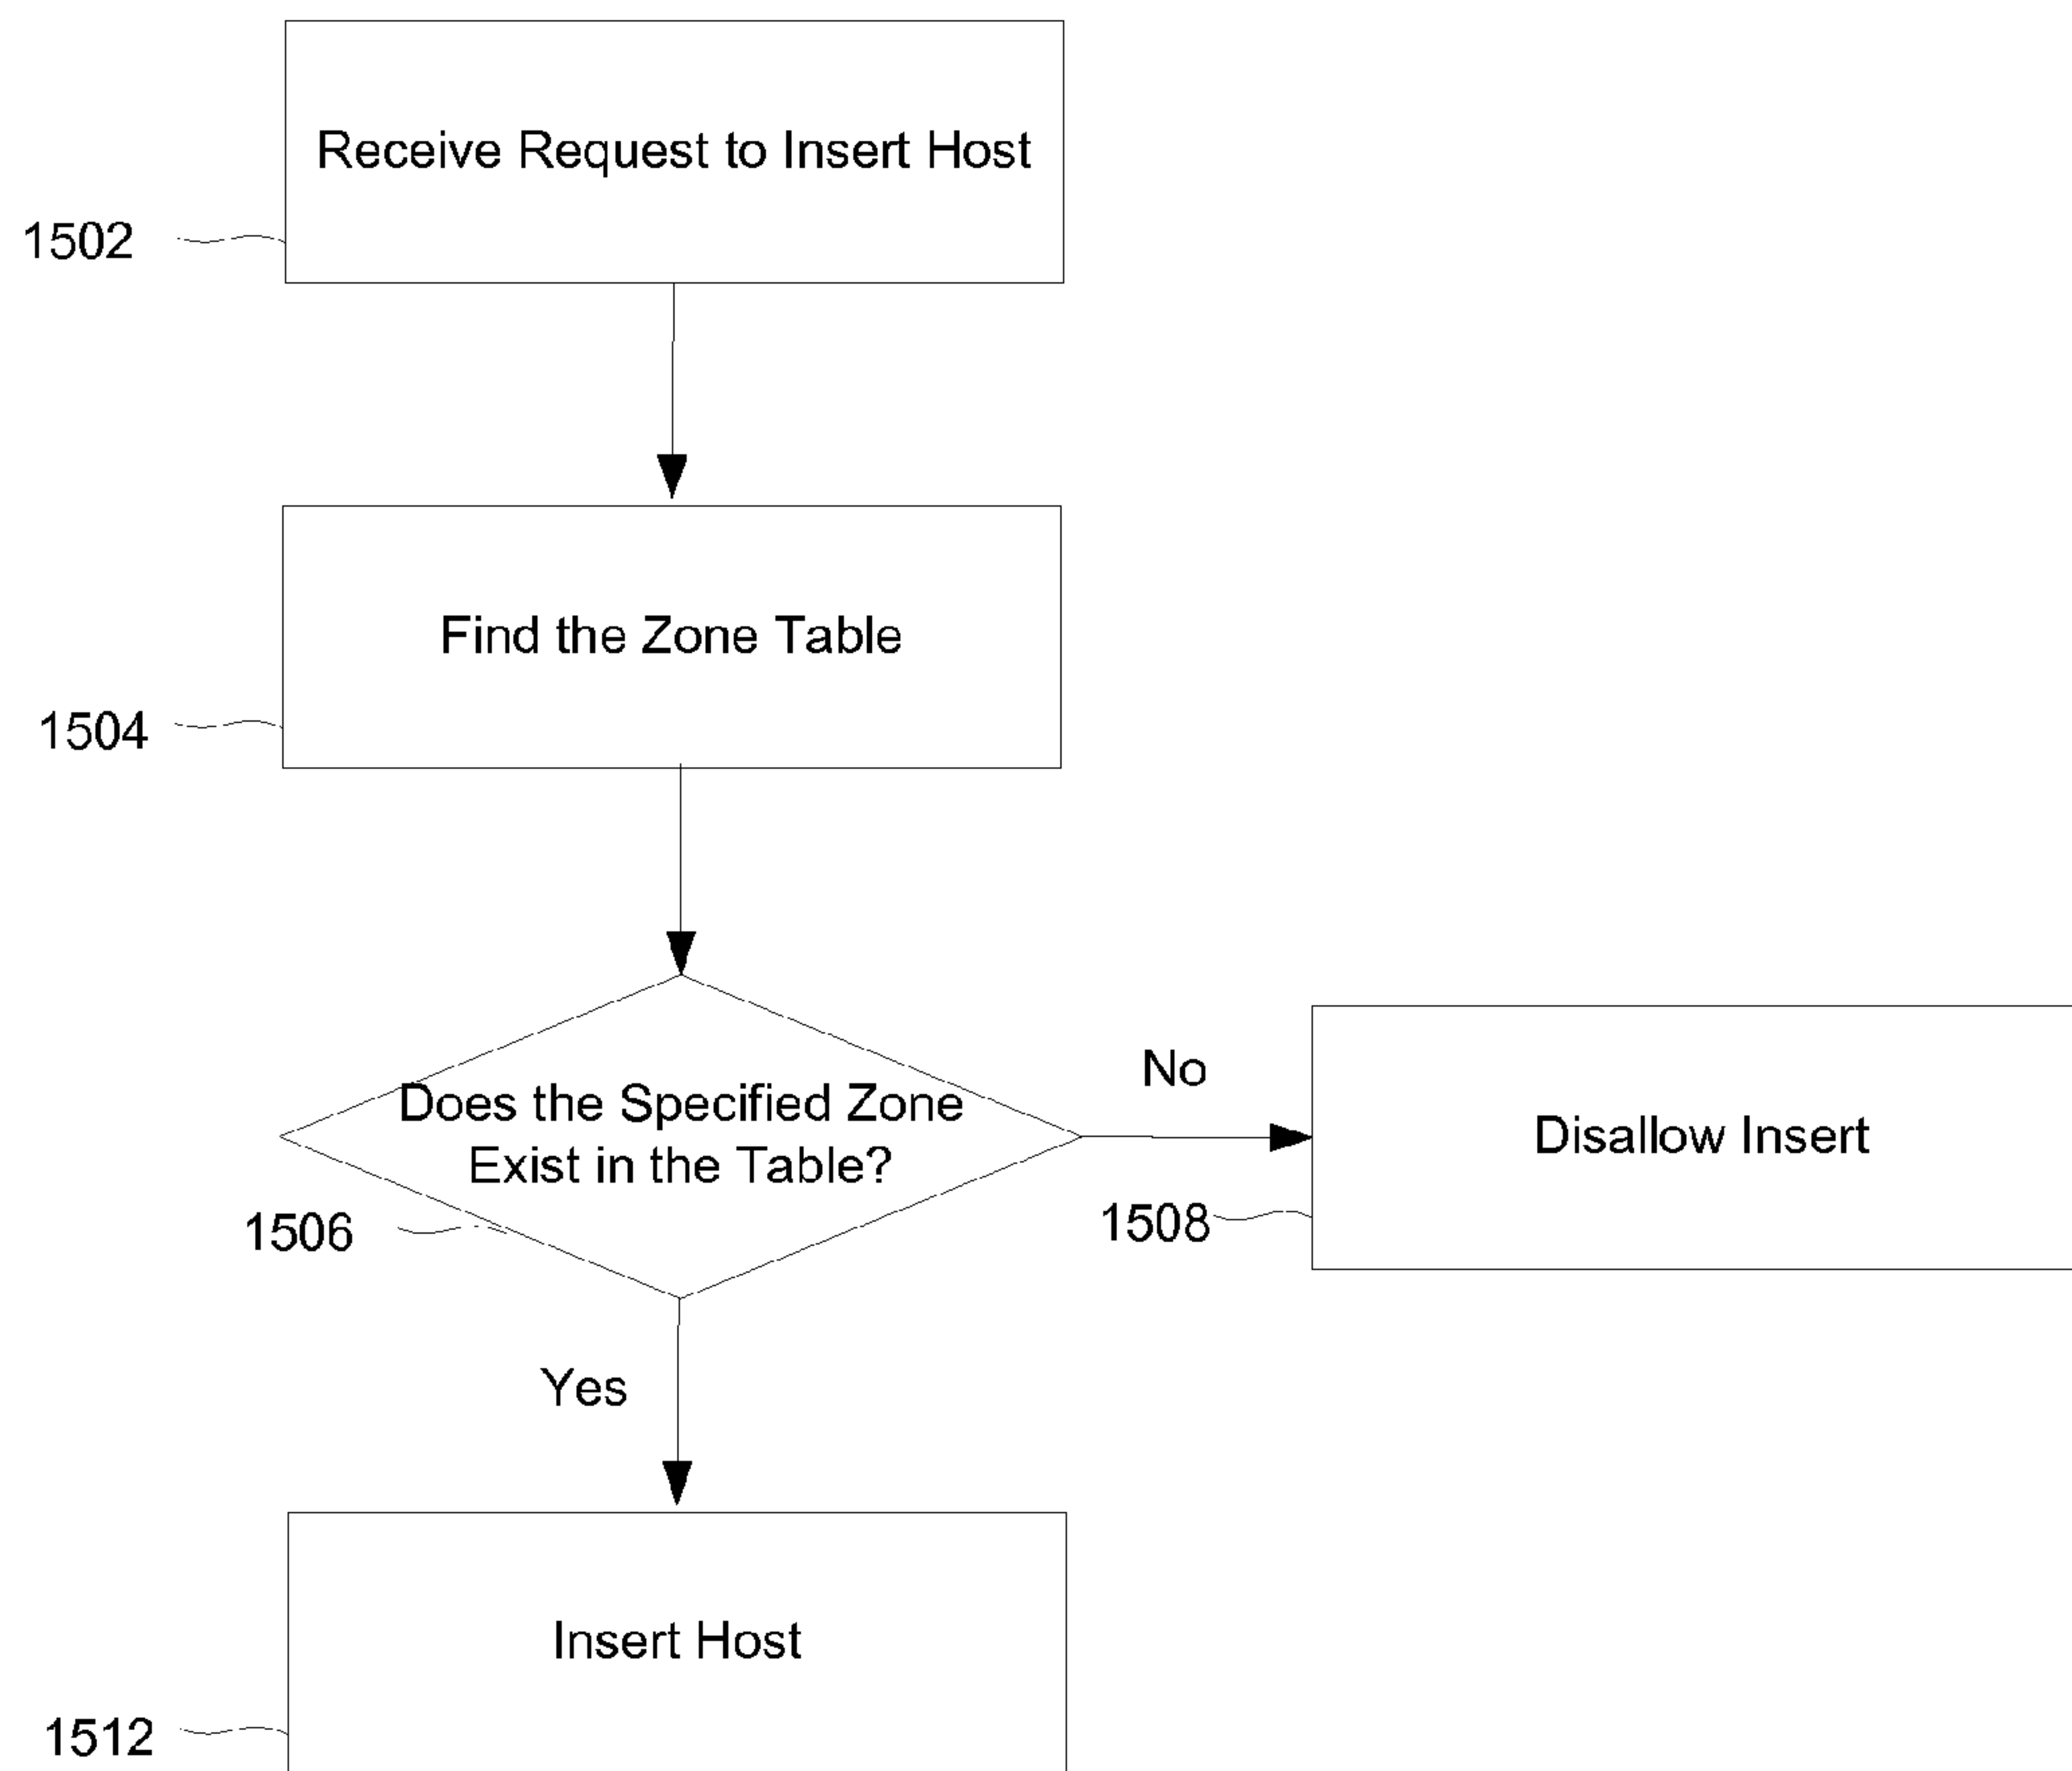 Receive Request to Insert Host
1502
Find the Zone Table
1504
Does the Specified Zone
Exist in the Table?
1506
No
Disallow Insert
1508
Yes
Insert Host
1512